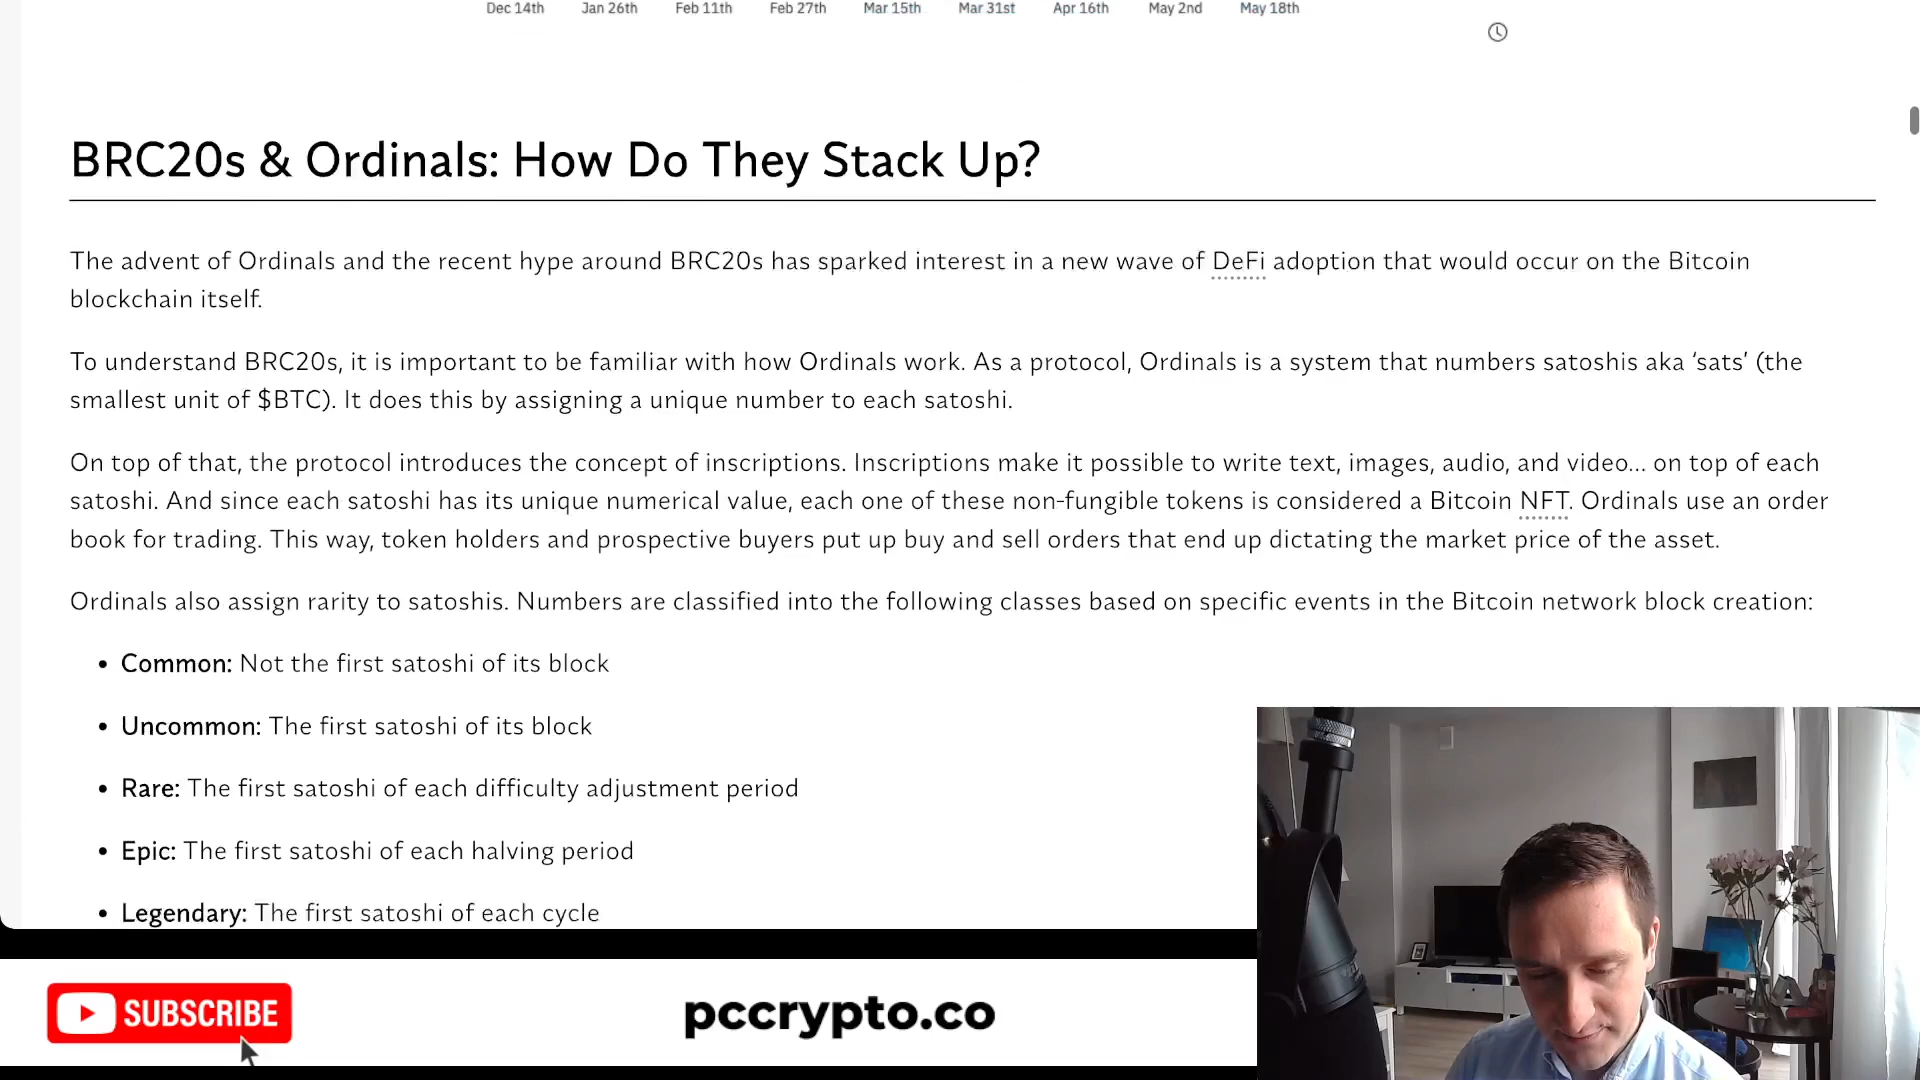 Dec 14th Jan 26th Feb 11th Feb 27th Mar 15th Mar 31st Apr 16th May 2nd May 18th
BRC20s & Ordinals: How Do They Stack Up?
The advent of Ordinals and the recent hype around BRC20s has sparked interest in a new wave of DeFi adoption that would occur on the Bitcoin
blockchain itself.
To understand BRC20s, it is important to be familiar with how Ordinals work. As a protocol, Ordinals is a system that numbers satoshis aka ‘sats’ (the
smallest unit of $BTC). It does this by assigning a unique number to each satoshi.
On top of that, the protocol introduces the concept of inscriptions. Inscriptions make it possible to write text, images, audio, and video... on top of each
satoshi. And since each satoshi has its unique numerical value, each one of these non-fungible tokens is considered a Bitcoin NFT. Ordinals use an order
book for trading. This way, token holders and prospective buyers put up buy and sell orders that end up dictating the market price of the asset.
Ordinals also assign rarity to satoshis. Numbers are classified into the following classes based on specific events in the Bitcoin network block creation:
• Common: Not the first satoshi of its block
• Uncommon: The first satoshi of its block
• Rare: The first satoshi of each difficulty adjustment period
• Epic: The first satoshi of each halving period
• Legendary: The first satoshi of each cycle
SUBSCRIBE
pccrypto.co